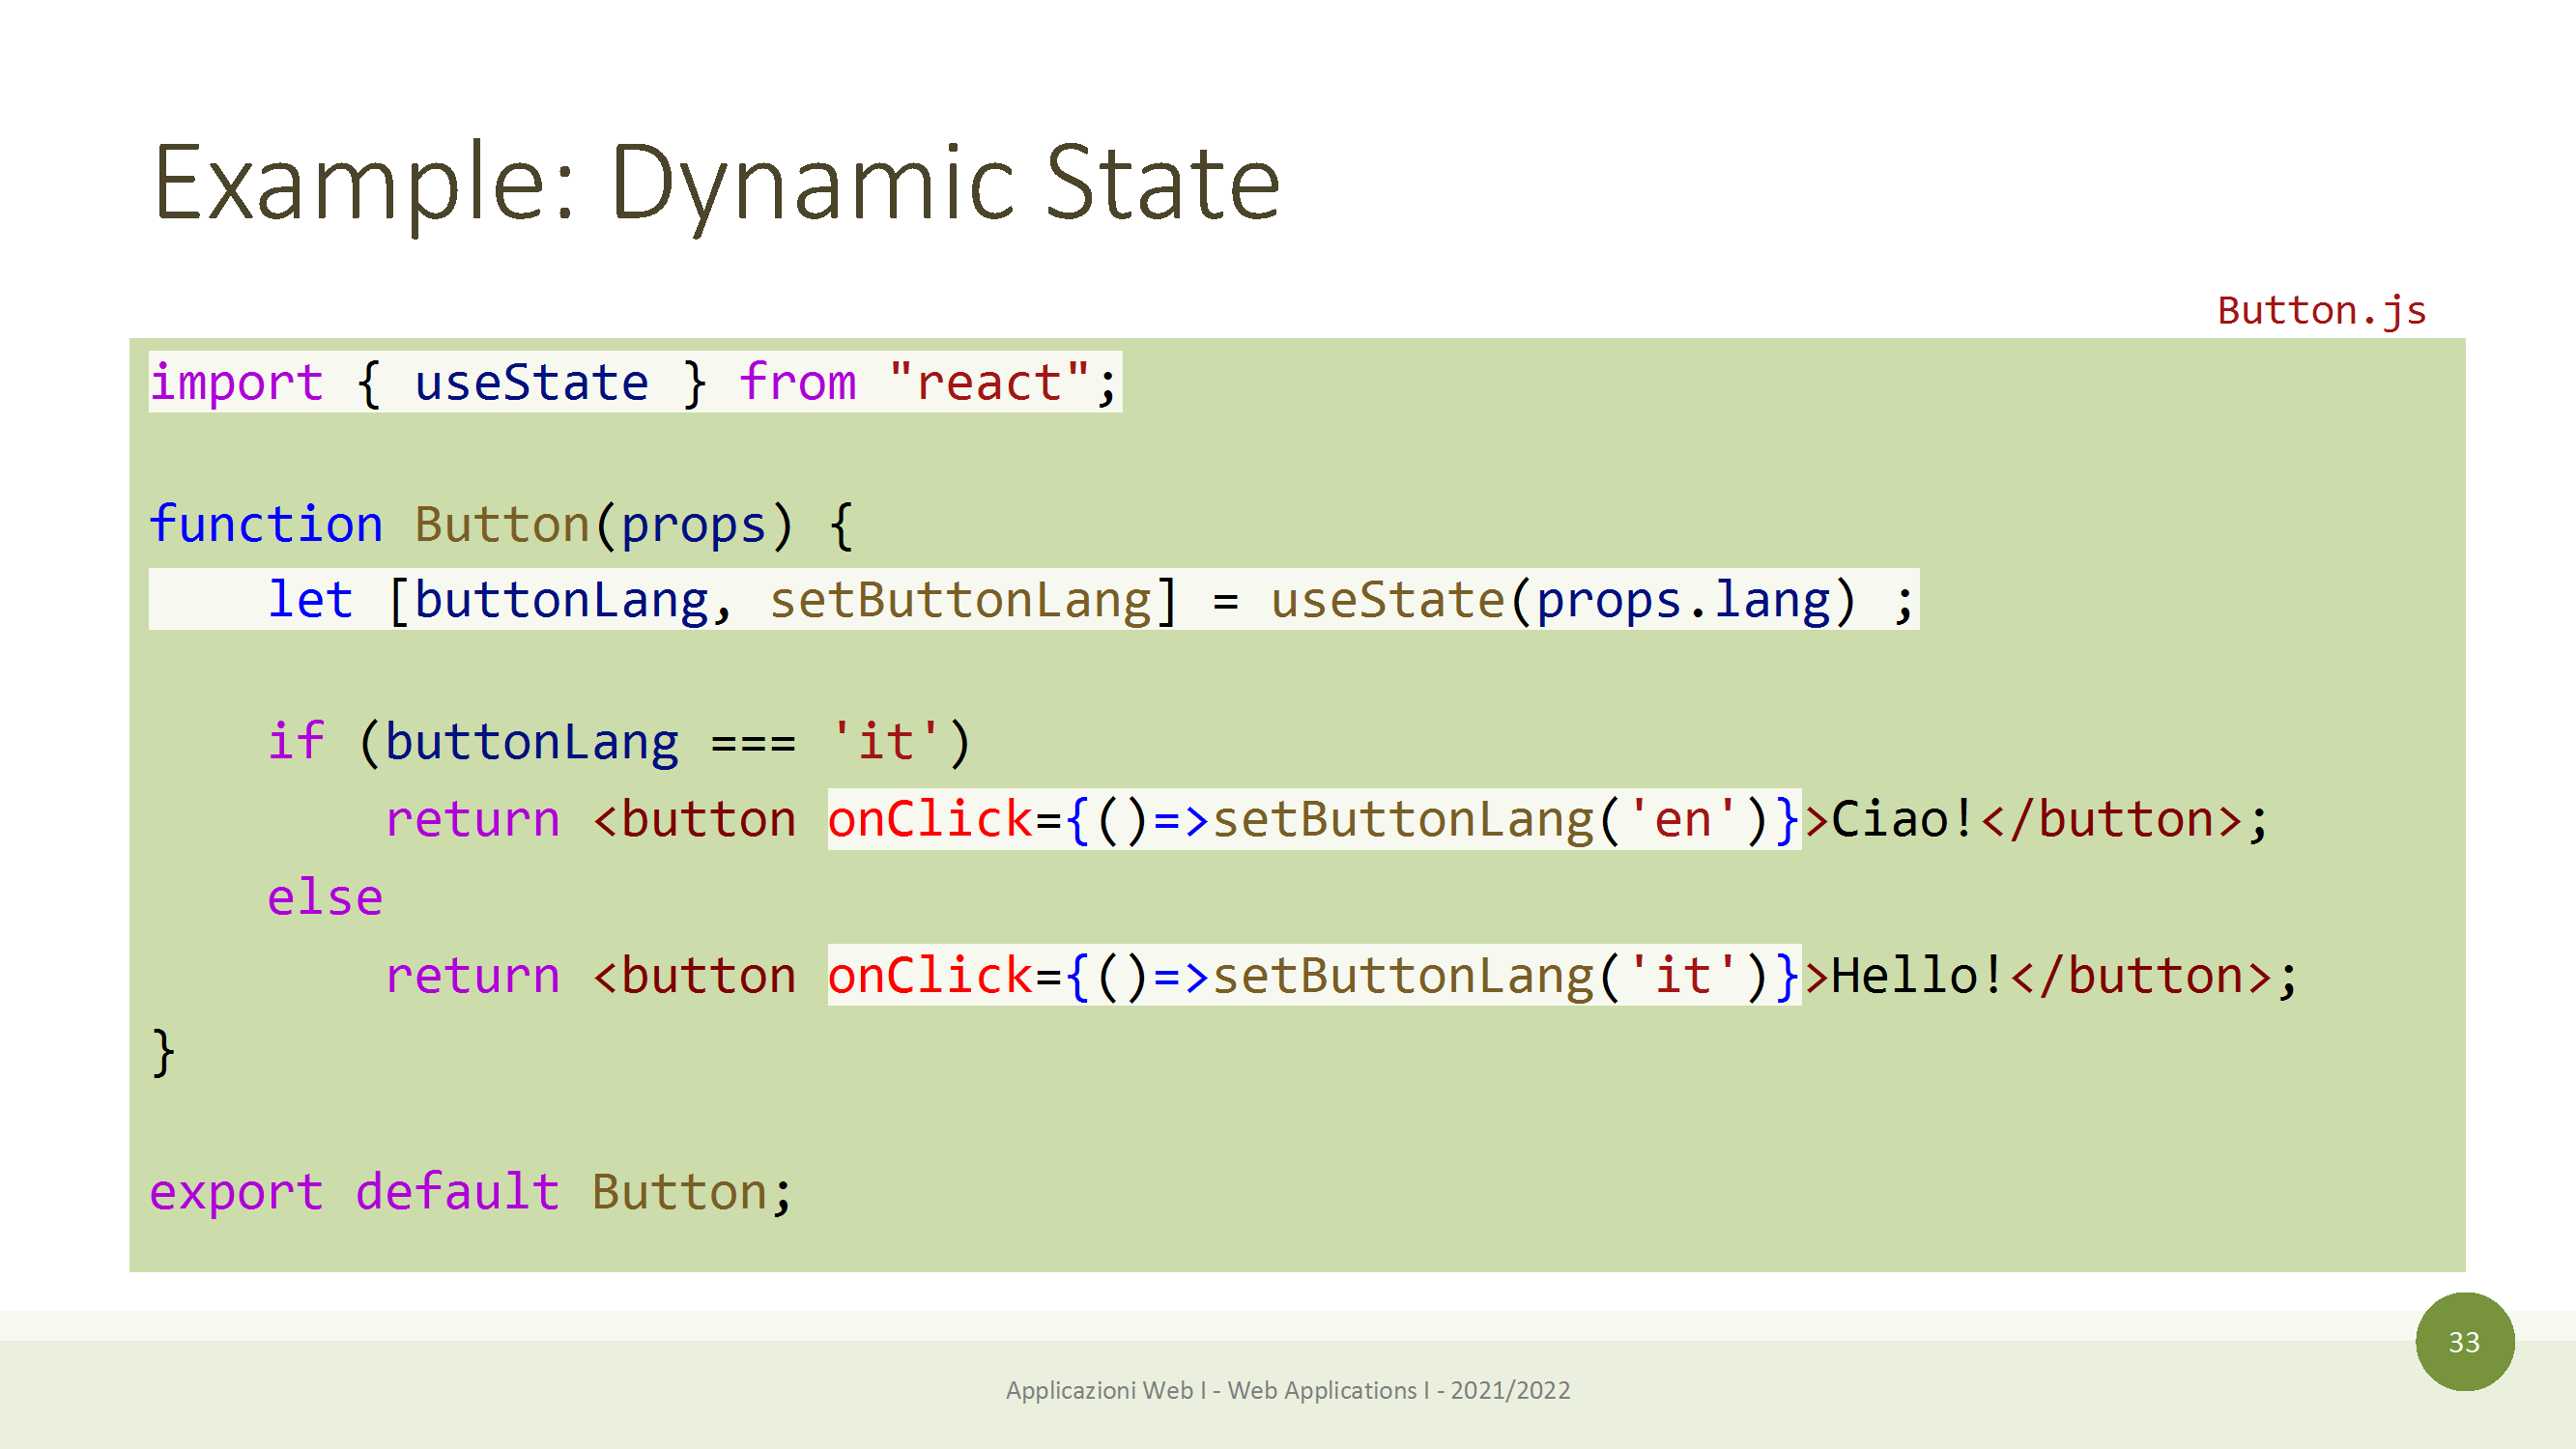 Example: Dynamic State
Button.js
import { useState } from "react";
function Button(props) {
    let [buttonLang, setButtonLang] = useState(props.lang) ;
    if (buttonLang === 'it')
        return <button onClick={()=>setButtonLang('en')}>Ciao!</button>;
    else
        return <button onClick={()=>setButtonLang('it')}>Hello!</button>;
}
export default Button;
33
Applicazioni Web I - Web Applications I - 2021/2022